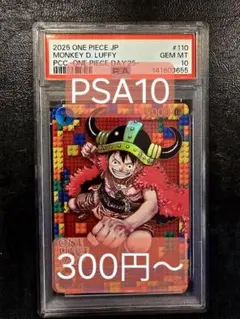 2025 ONE PIECE JP #110
MONKEY D. LUFFY GEM MT
PCC -ONE PIECE DAY'25- 10
141603655
PSA10
300円〜